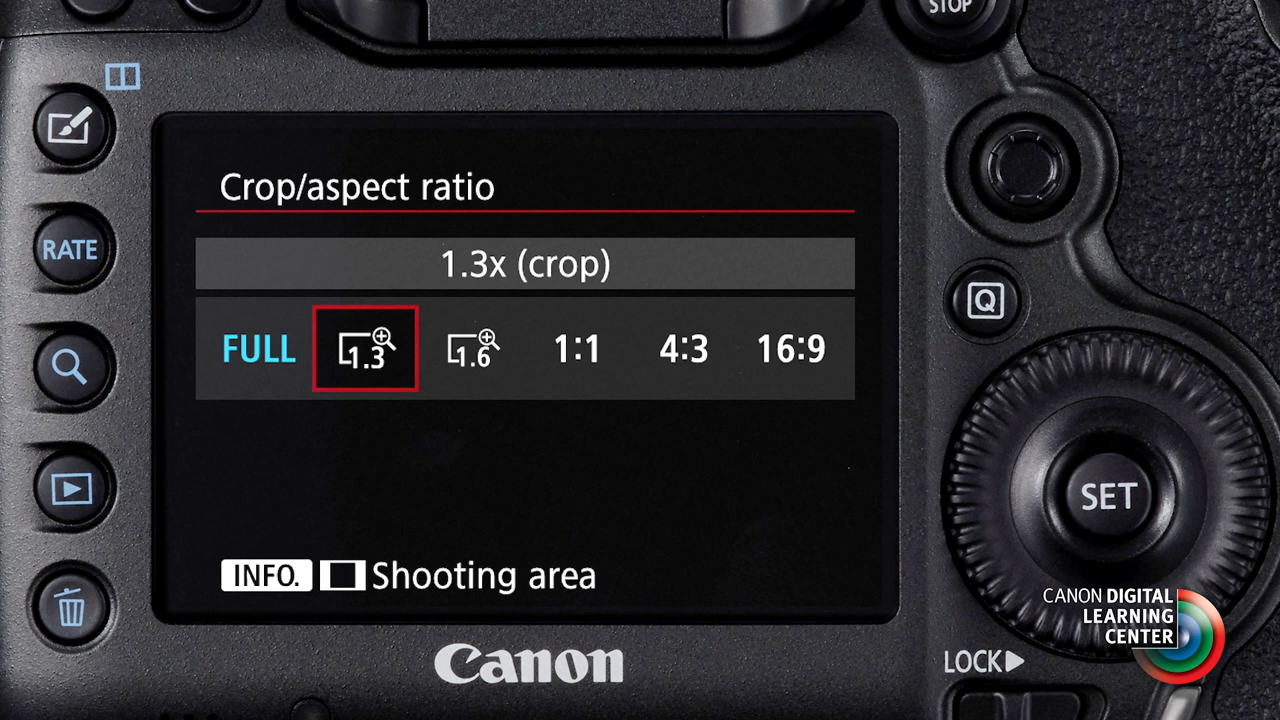 STOP
Crop/aspect ratio
RATE
1.3x (crop)
Q
FULL 1.3 1.6 1:1 4:3 16:9
SET
INFO. Shooting area
CANON DIGITAL
LEARNING
CENTER
Canon
LOCK▶